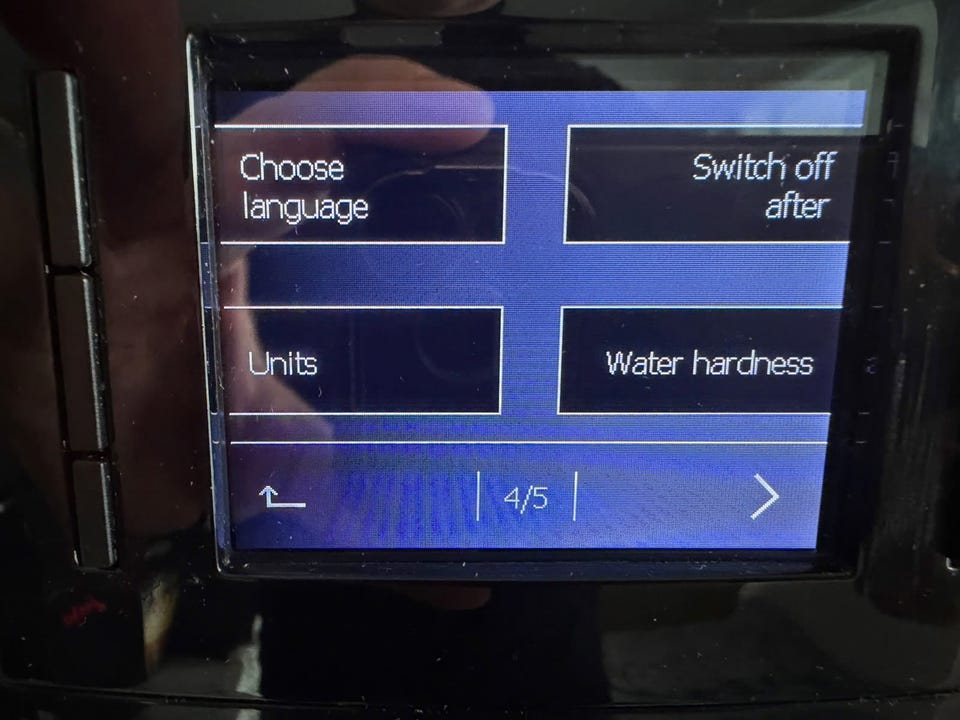 Choose
language
Switch off
after
Units
Water hardness
4/5